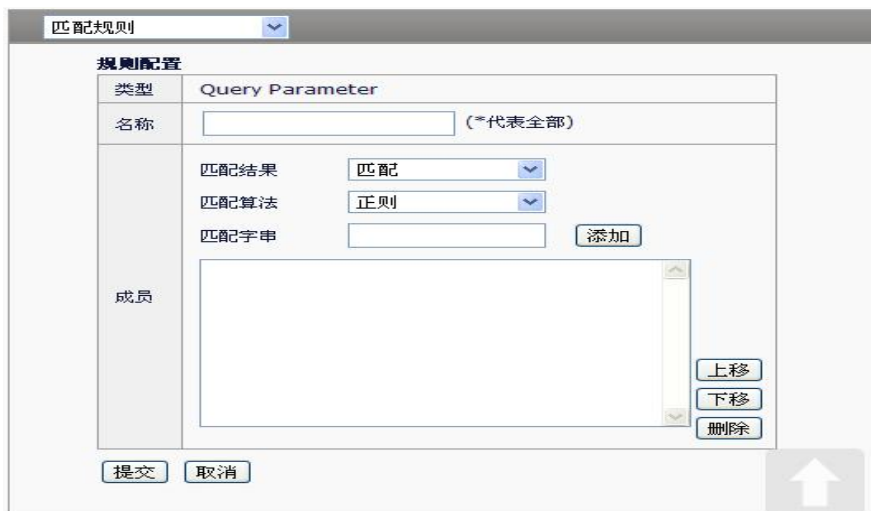 匹配规则
规则配置
类型 Query Parameter
名称 (*代表全部)
匹配结果 匹配
匹配算法 正则
匹配字串 添加
成员
上移
下移
删除
提交 取消